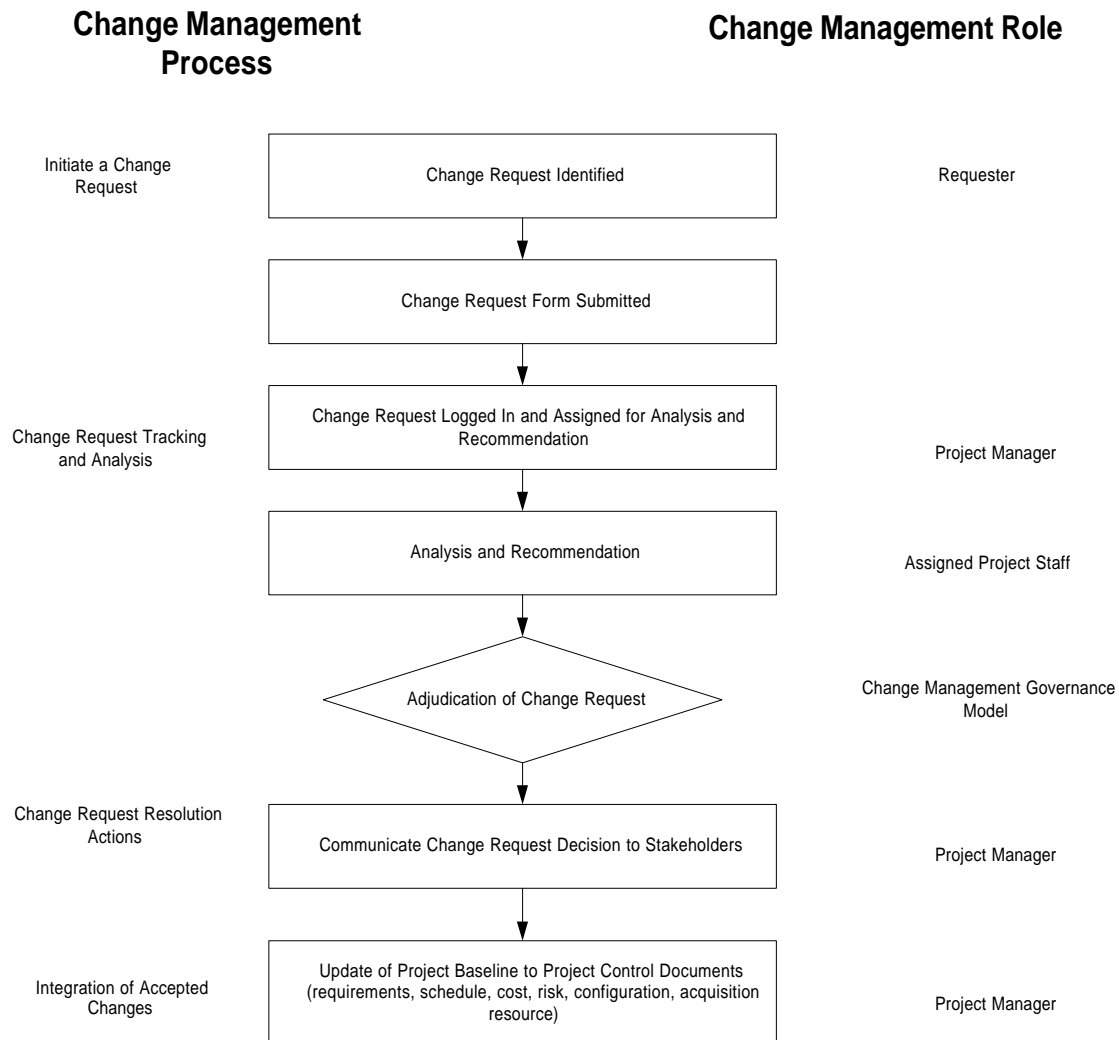 Change Management
Process
Change Management Role
Initiate a Change
Request
Change Request Identified
Requester
Change Request Form Submitted
Change Request Tracking
and Analysis
Change Request Logged In and Assigned for Analysis and
Recommendation
Project Manager
Analysis and Recommendation
Assigned Project Staff
Adjudication of Change Request
Change Management Governance
Model
Change Request Resolution
Actions
Communicate Change Request Decision to Stakeholders
Project Manager
Integration of Accepted
Changes
Update of Project Baseline to Project Control Documents
(requirements, schedule, cost, risk, configuration, acquisition
resource)
Project Manager